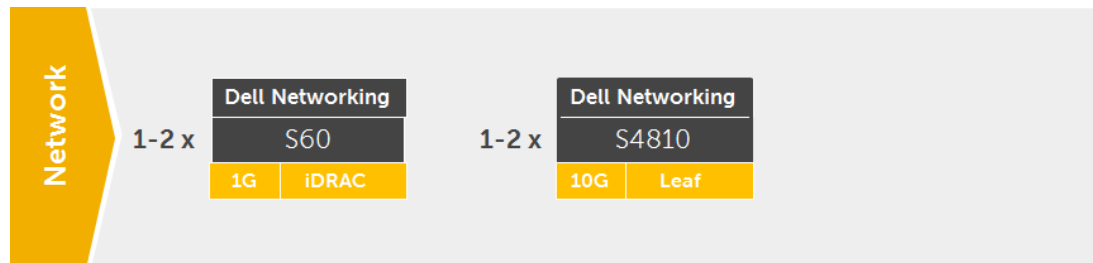 Network
1-2 x
Dell Networking
S60
1G iDRAC
1-2 x
Dell Networking
S4810
10G Leaf